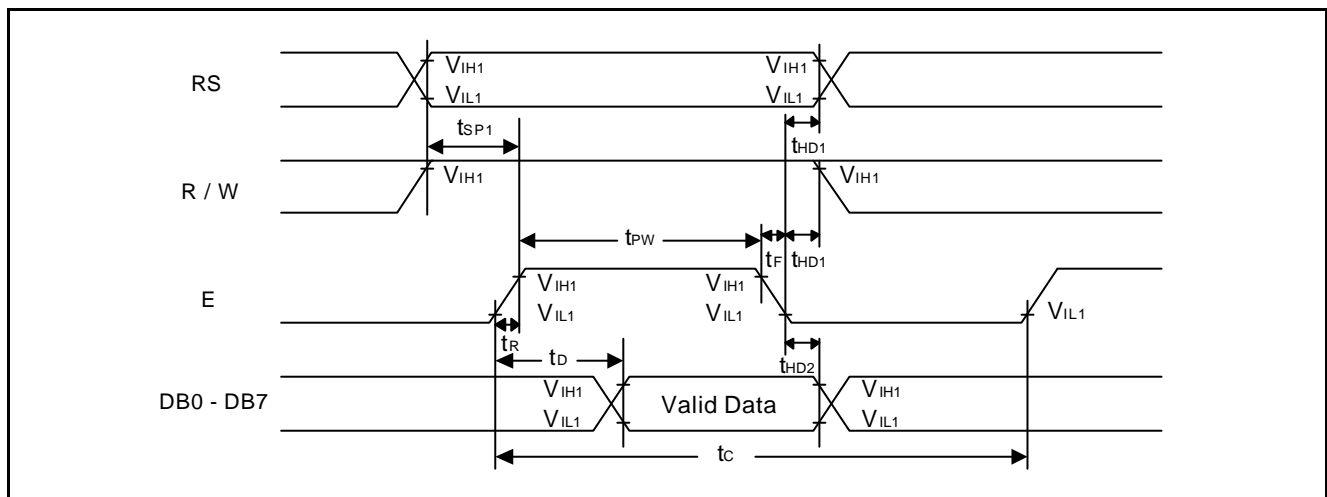 RS
VIH1 VIH1
VIL1 VIL1
tSP1 tHD1
R / W
VIH1 VIH1
tPW tF tHD1
E
VIH1 VIH1
VIL1 VIL1 VIL1
tR tD tHD2
DB0 - DB7
VIH1 Valid Data VIH1
VIL1 VIL1
tC